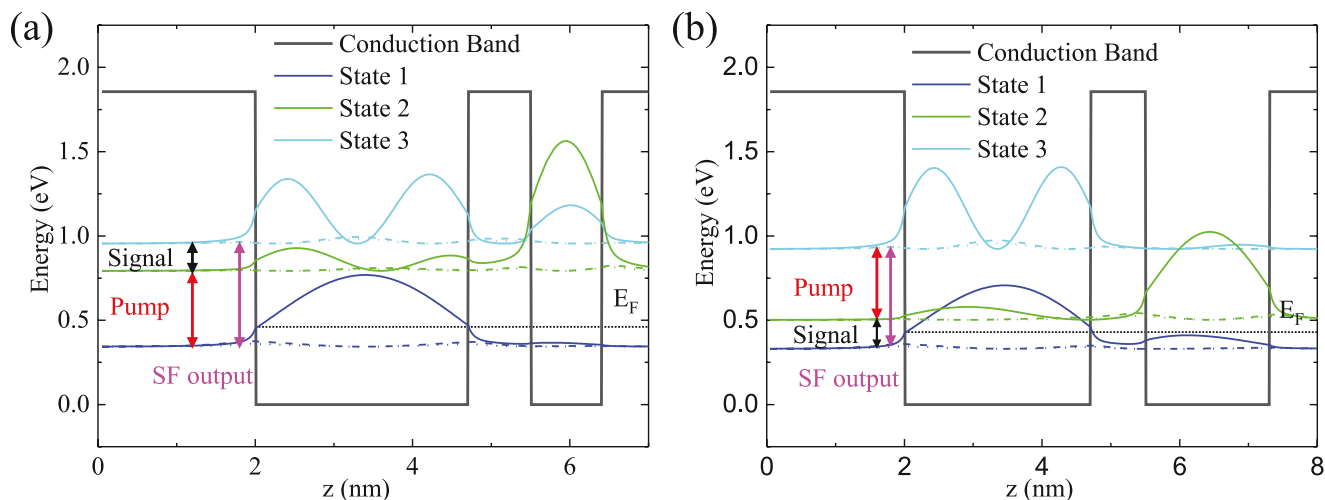 (a)
Conduction Band
State 1
State 2
State 3
2.0
1.5
1.0
0.5
0.0
Energy (eV)
Signal
Pump
SF output
E_F
0
2
4
6
z (nm)
(b)
Conduction Band
State 1
State 2
State 3
2.0
1.5
1.0
0.5
0.0
Energy (eV)
Pump
Signal
SF output
E_F
0
2
4
6
8
z (nm)